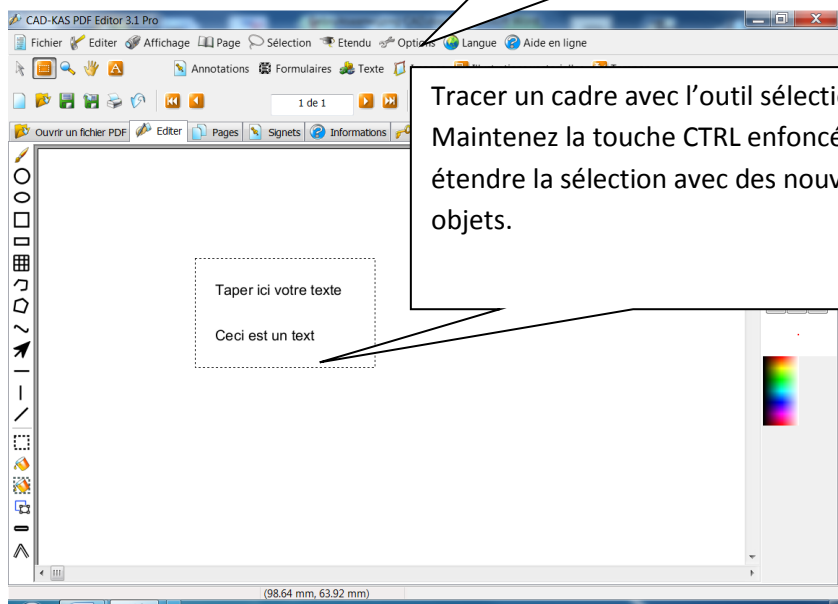 CAD-KAS PDF Editor 3.1 Pro
Fichier Editer Affichage Page Sélection Etendu Options Langue Aide en ligne
A Annotations Formulaires Texte
1 de 1
Ouvrir un fichier PDF Editer Pages Signets Informations
Tracer un cadre avec l'outil
Maintenez la touche CTRL
étendre la sélection avec des
objets.
Taper ici votre texte
Ceci est un text
(98.64 mm, 63.92 mm)